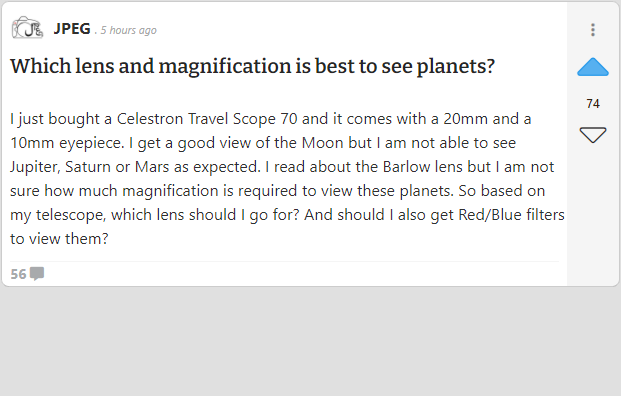 JPEG . 5 hours ago
Which lens and magnification is best to see planets?
I just bought a Celestron Travel Scope 70 and it comes with a 20mm and a
10mm eyepiece. I get a good view of the Moon but I am not able to see
Jupiter, Saturn or Mars as expected. I read about the Barlow lens but I am not
sure how much magnification is required to view these planets. So based on
my telescope, which lens should I go for? And should I also get Red/Blue filters
to view them?
74
56